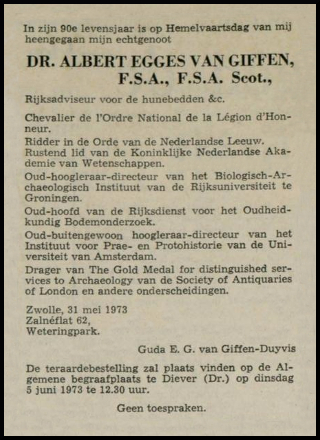 In zijn 90e levensjaar is op Hemelvaartsdag van mij
heengegaan mijn echtgenoot
DR. ALBERT EGGES VAN GIFFEN,
F.S.A., F.S.A. Scot.,
Rijksadviseur voor de hunebedden &c.
Chevalier de l'Ordre National de la Légion d'Hon-
neur.
Ridder in de Orde van de Nederlandse Leeuw.
Rustend lid van de Koninklijke Nederlandse Akade-
mie van Wetenschappen.
Oud-hoogleraar-directeur van het Biologisch-Ar-
chaeologisch Instituut van de Rijksuniversiteit te
Groningen.
Oud-hoofd van de Rijksdienst voor het Oudheid-
kundig Bodemonderzoek.
Oud-buitengewoon hoogleraar-directeur van het
Instituut voor Prae- en Protohistorie van de Uni-
versiteit van Amsterdam.
Drager van The Gold Medal for distinguished ser-
vices to Archaeology van de Society of Antiquaries
of London en andere onderscheidingen.
Zwolle, 31 mei 1973
Zalnéflat 62,
Weteringpark.
Guda E. G. van Giffen-Duyvis
De teraardebestelling zal plaats vinden op de Al-
gemene begraafplaats te Diever (Dr.) op dinsdag
5 juni 1973 te 12.30 uur.
Geen toespraken.